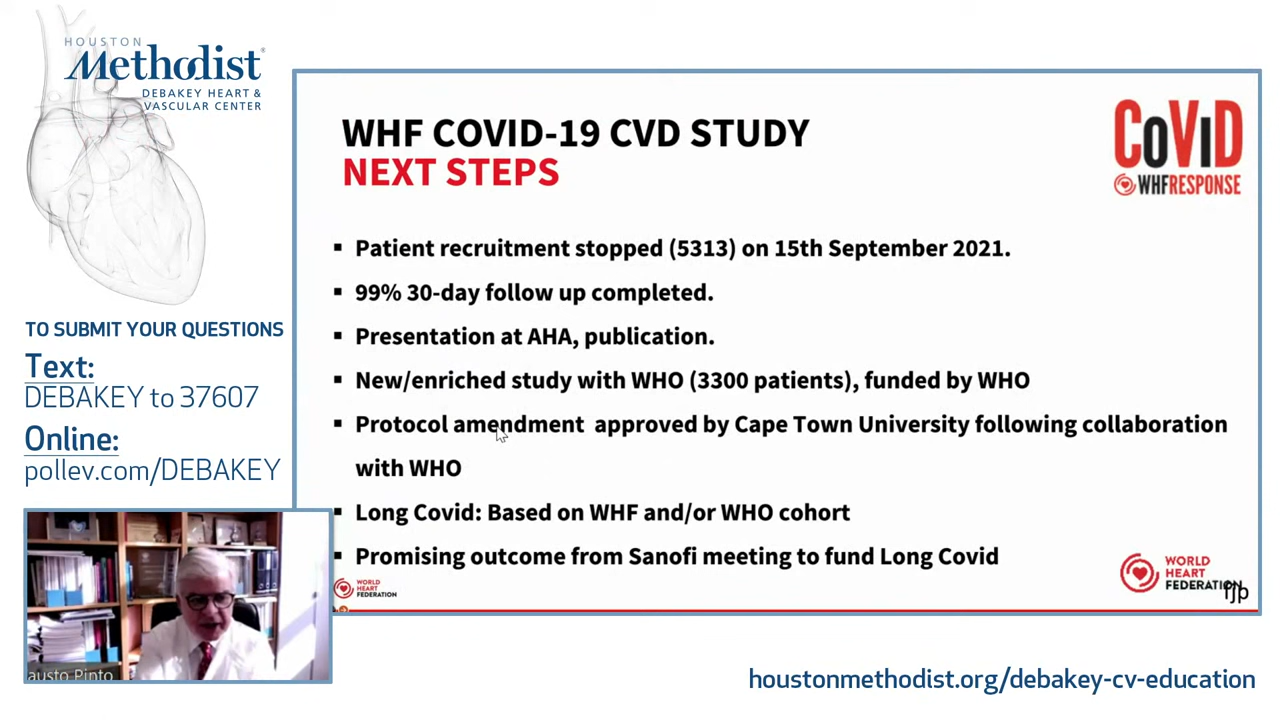 HOUSTON
Methodist
DEBAKEY HEART &
VASCULAR CENTER
TO SUBMIT YOUR QUESTIONS
Text:
DEBAKEY to 37607
Online:
pollev.com/DEBAKEY
WHF COVID-19 CVD STUDY
NEXT STEPS
COVID
WHFRESPONSE
▪ Patient recruitment stopped (5313) on 15th September 2021.
▪ 99% 30-day follow up completed.
▪ Presentation at AHA, publication.
▪ New/enriched study with WHO (3300 patients), funded by WHO
▪ Protocol amendment approved by Cape Town University following collaboration
with WHO
▪ Long Covid: Based on WHF and/or WHO cohort
▪ Promising outcome from Sanofi meeting to fund Long Covid
WORLD
HEART
FEDERATION
WORLD
HEART
FEDERATION
fjp
austo Pinto
houstonmethodist.org/debakey-cv-education